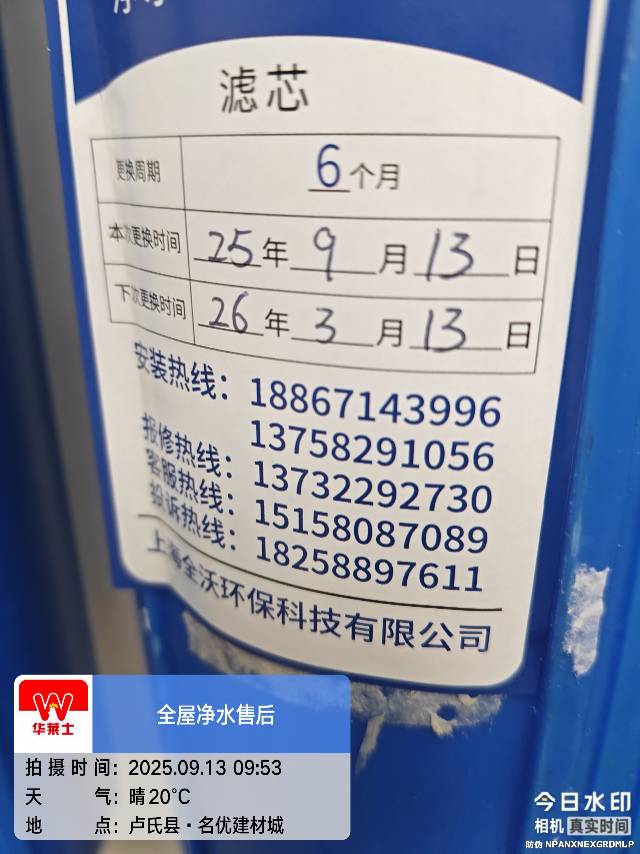 滤芯
更换周期 6个月
本次更换时间 25年9月13日
下次更换时间 26年3月13日
安装热线：18867143996
13758291056
报修热线：13732292730
客服热线：15158087089
投诉热线：18258897611
上海全沃环保科技有限公司
华莱士
全屋净水售后
拍摄时间：2025.09.13 09:53
天气：晴20℃
地点：卢氏县·名优建材城
今日水印
相机 真实时间
防伪 NPANXNEXGRDMLP